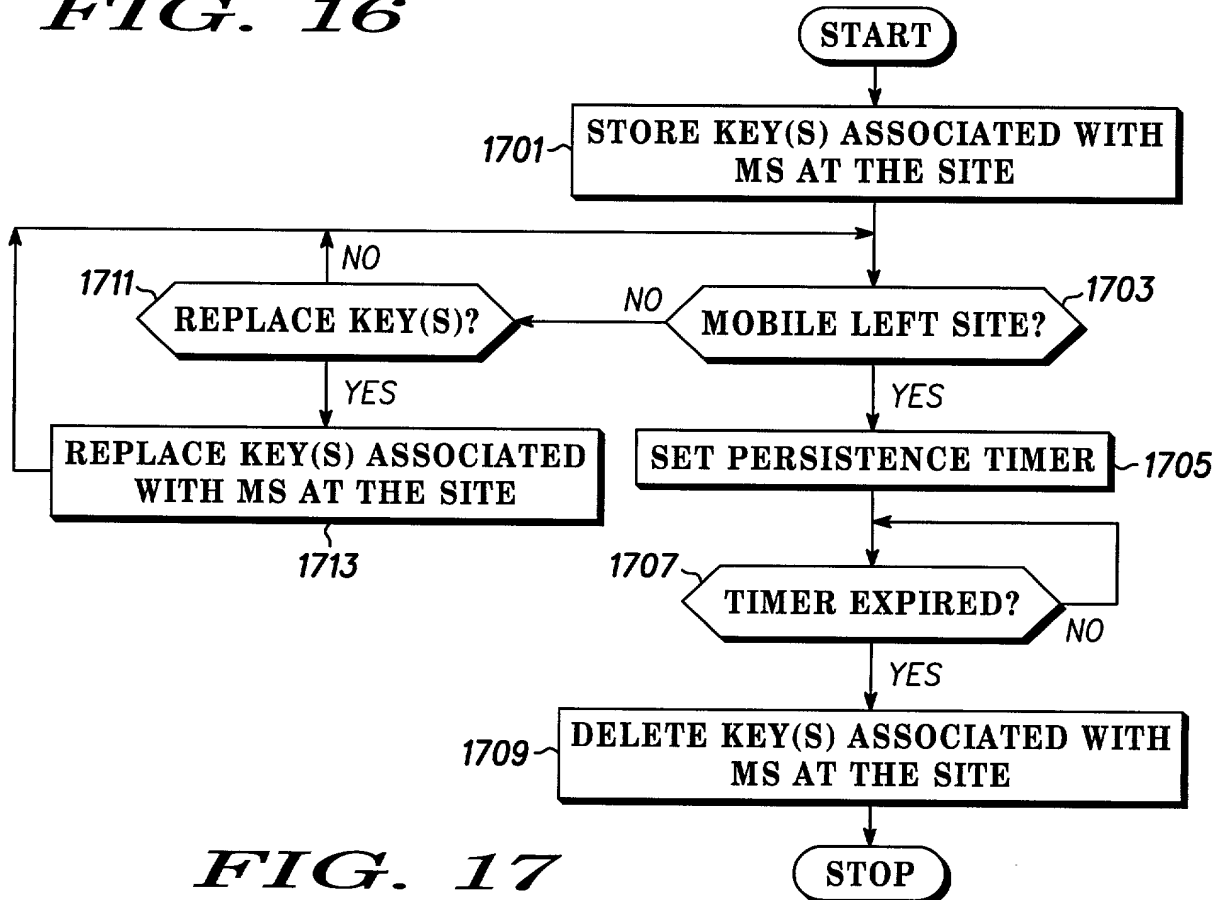 FIG. 16
START
1701
STORE KEY(S) ASSOCIATED WITH
MS AT THE SITE
NO
1711
REPLACE KEY(S)?
NO
MOBILE LEFT SITE?
1703
YES
YES
REPLACE KEY(S) ASSOCIATED
WITH MS AT THE SITE
1713
SET PERSISTENCE TIMER
1705
1707
TIMER EXPIRED?
NO
YES
1709
DELETE KEY(S) ASSOCIATED WITH
MS AT THE SITE
STOP
FIG. 17